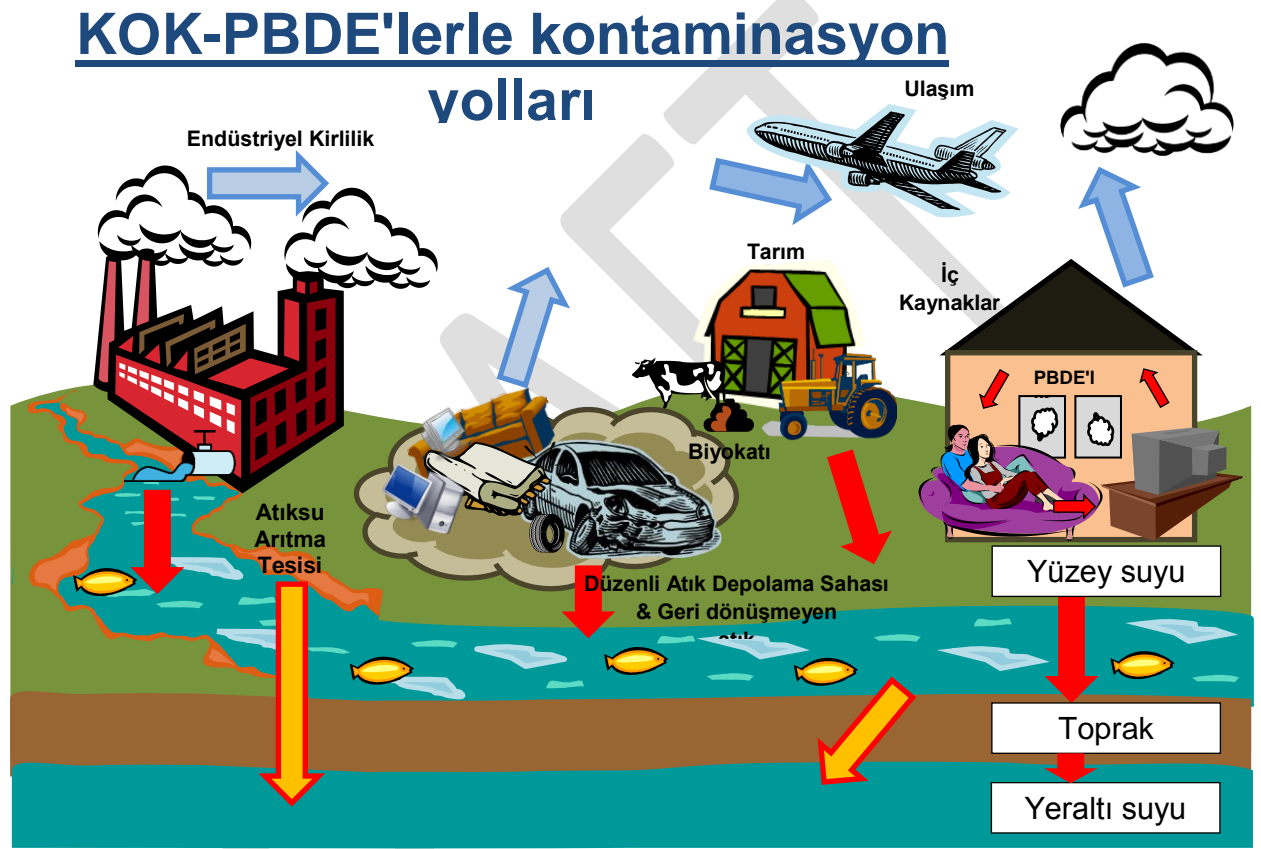 KOK-PBDE'lerle kontaminasyon
yolları
Ulaşım
Endüstriyel Kirlilik
Tarım
İç
Kaynaklar
PBDE'l
Biyokatı
Atıksu
Arıtma
Tesisi
Düzenli Atık Depolama Sahası
& Geri dönüşmeyen
atık
Yüzey suyu
Toprak
Yeraltı suyu